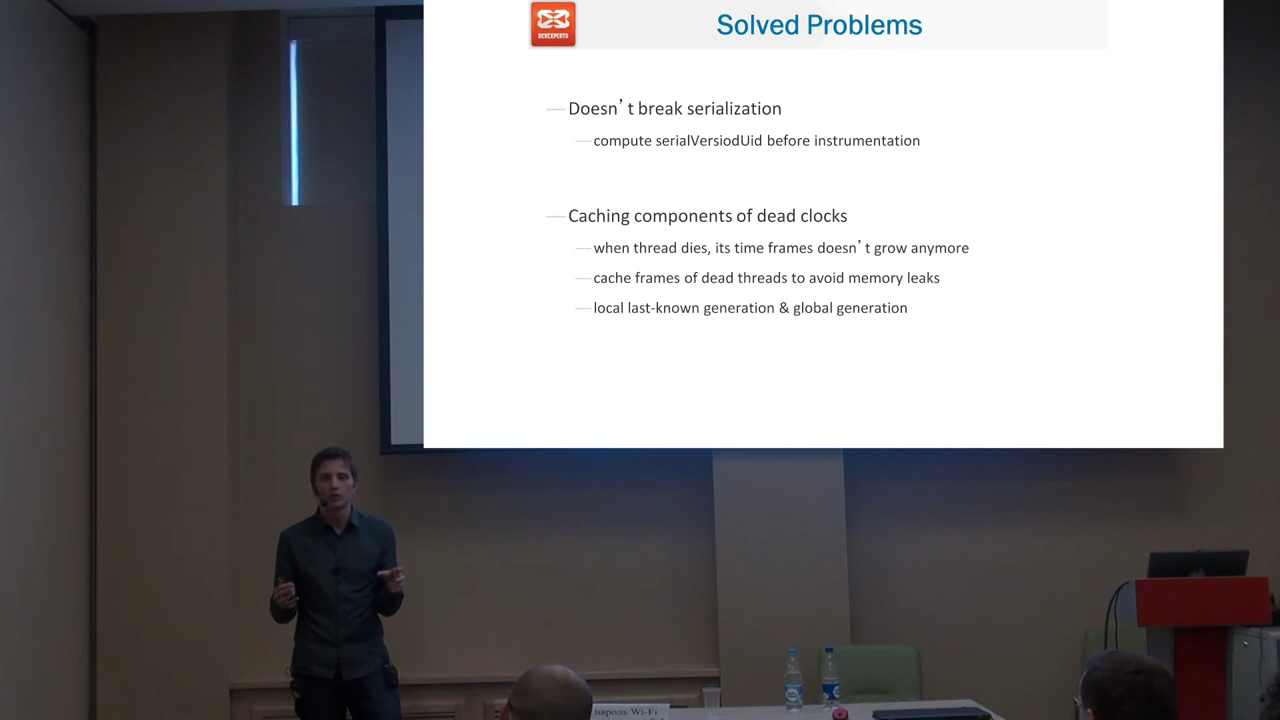 DEVEXPERTS
Solved Problems
Doesn’t break serialization
compute serialVersiodUid before instrumentation
Caching components of dead clocks
when thread dies, its time frames doesn’t grow anymore
cache frames of dead threads to avoid memory leaks
local last-known generation & global generation
пароль Wi-Fi